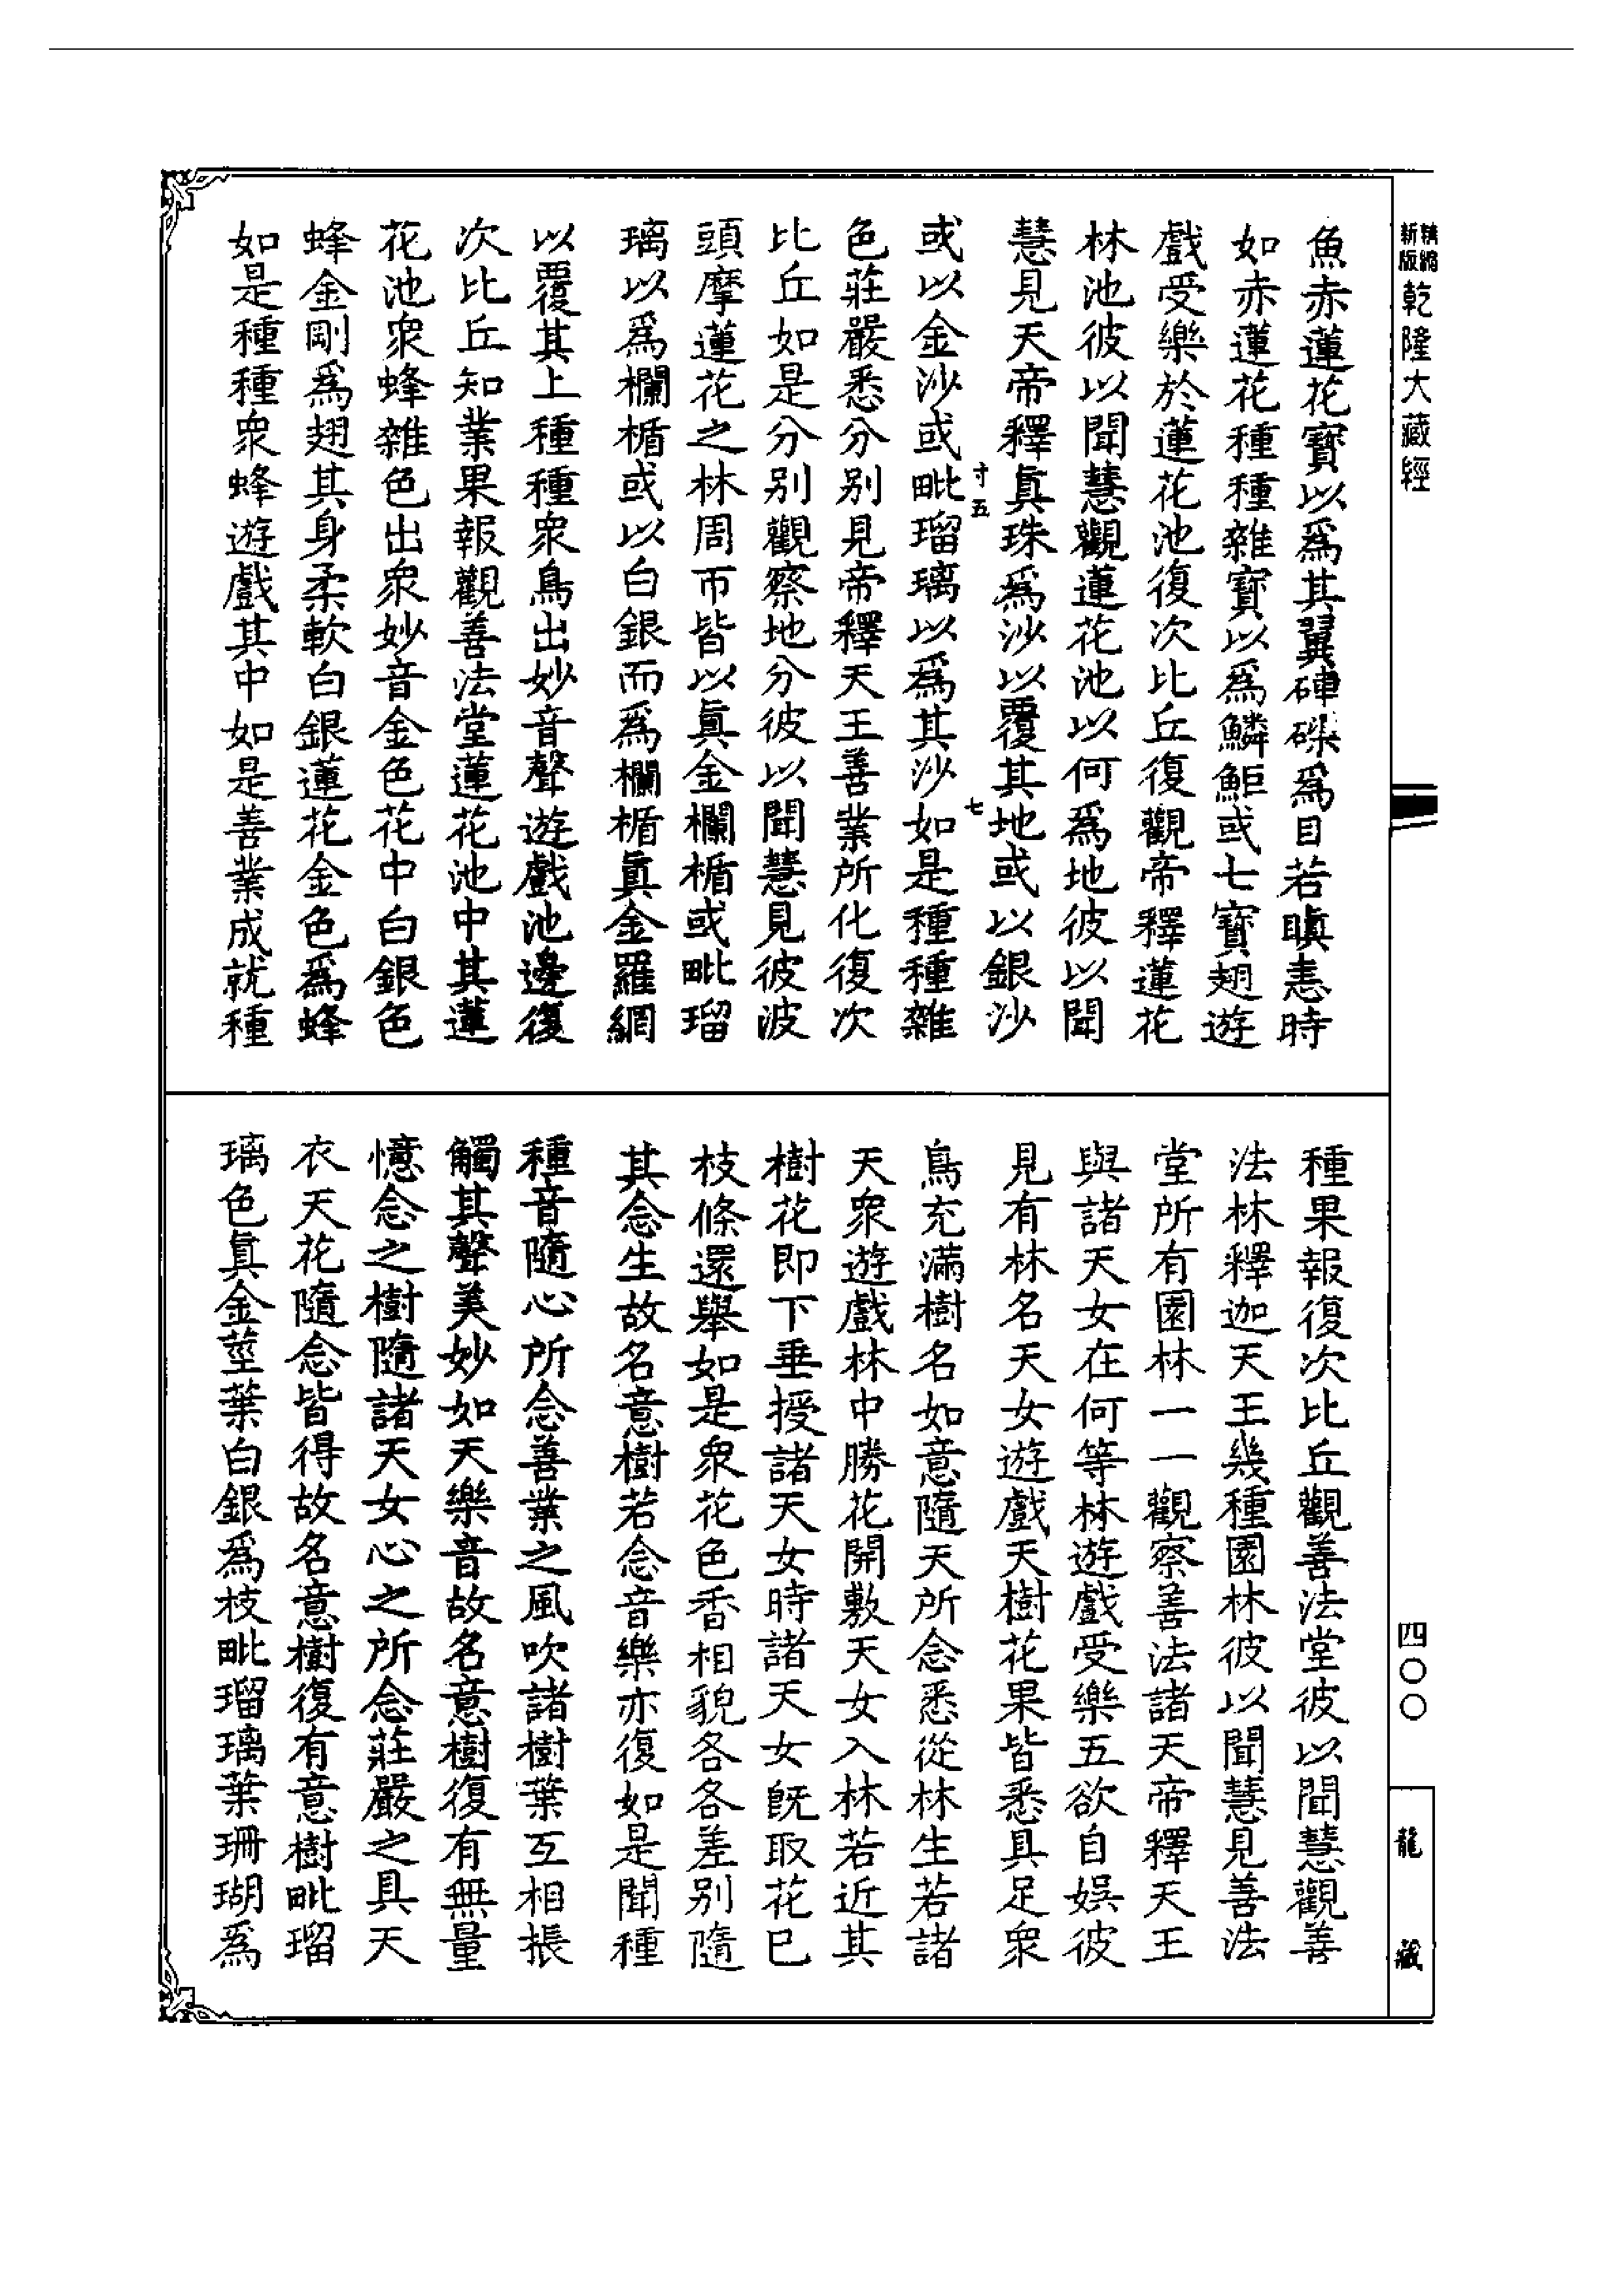 精縮新版乾隆大藏經
魚赤蓮花寶以爲其翼硨磲爲目若瞋恚時
如赤蓮花種種雜寶以爲鱗鮔或七寶翅遊
戲受樂於蓮花池復次比丘復觀帝釋蓮花
林池彼以聞慧觀蓮花池以何爲地彼以聞
慧見天帝釋眞珠爲沙以覆其地或以銀沙
寸五 七
或以金沙或毗瑠璃以爲其沙如是種種雜
色莊嚴悉分別見帝釋天王善業所化復次
比丘如是分別觀察地分彼以聞慧見彼波
頭摩蓮花之林周帀皆以眞金欄楯或毗瑠
璃以爲欄楯或以白銀而爲欄楯眞金羅網
以覆其上種種衆鳥出妙音聲遊戲池邊復
次比丘知業果報觀善法堂蓮花池中其蓮
花池衆蜂雜色出衆妙音金色花中白銀色
蜂金剛爲翅其身柔軟白銀蓮花金色爲蜂
如是種種衆蜂遊戲其中如是善業成就種
種果報復次比丘觀善法堂彼以聞慧觀善
法林釋迦天王幾種園林彼以聞慧見善法
堂所有園林一一觀察善法諸天帝釋天王
與諸天女在何等林遊戲受樂五欲自娛彼
見有林名天女遊戲天樹花果皆悉具足衆
鳥充滿樹名如意隨天所念悉從林生若諸
天衆遊戲林中勝花開敷天女入林若近其
樹花即下垂授諸天女時諸天女旣取花已
枝條還舉如是衆花色香相貌各各差別隨
其念生故名意樹若念音樂亦復如是聞種
種音隨心所念善業之風吹諸樹葉互相振
觸其聲美妙如天樂音故名意樹復有無量
憶念之樹隨諸天女心之所念莊嚴之具天
衣天花隨念皆得故名意樹復有意樹毗瑠
璃色眞金莖葉白銀爲枝毗瑠璃葉珊瑚爲
四〇〇
龍藏